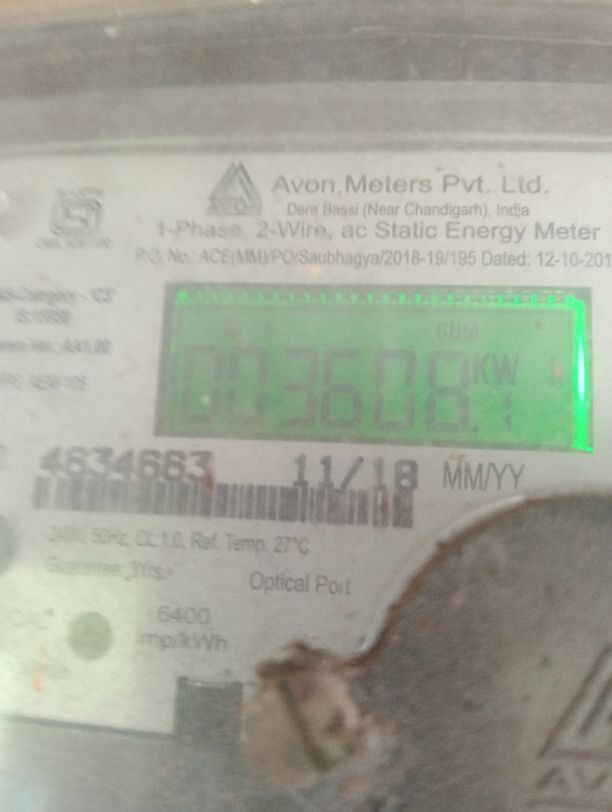 Avon Meters Pvt. Ltd.
Dera Bassi (Near Chandigarh), India
1-Phase, 2-Wire, ac Static Energy Meter
P.O. No.: ACE(MM)/PO/Saubhagya/2018-19/195 Dated: 12-10-201
CUM
003608.1 KW
4634663 11/18 MM/YY
240V, 50Hz, CL:1.0, Ref. Temp. 27°C
Guarantee: Yrs.
Optical Port
6400
imp/kWh